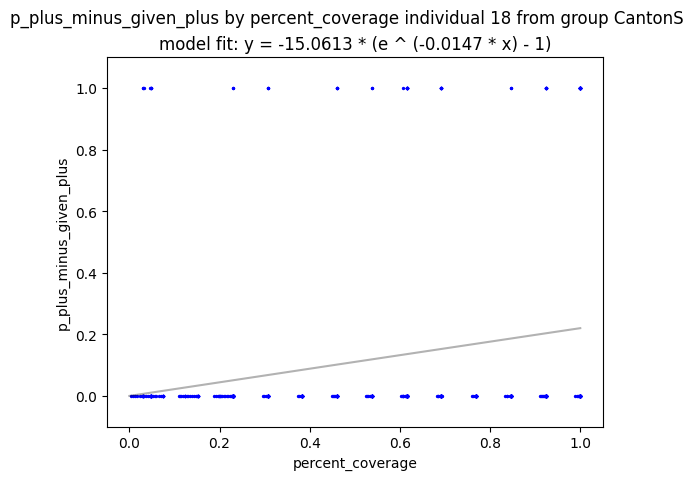 p_plus_minus_given_plus by percent_coverage individual 18 from group CantonS
model fit: y = -15.0613 * (e ^ (-0.0147 * x) - 1)
1.0
0.8
0.6
0.4
0.2
0.0
p_plus_minus_given_plus
0.0 0.2 0.4 0.6 0.8 1.0
percent_coverage